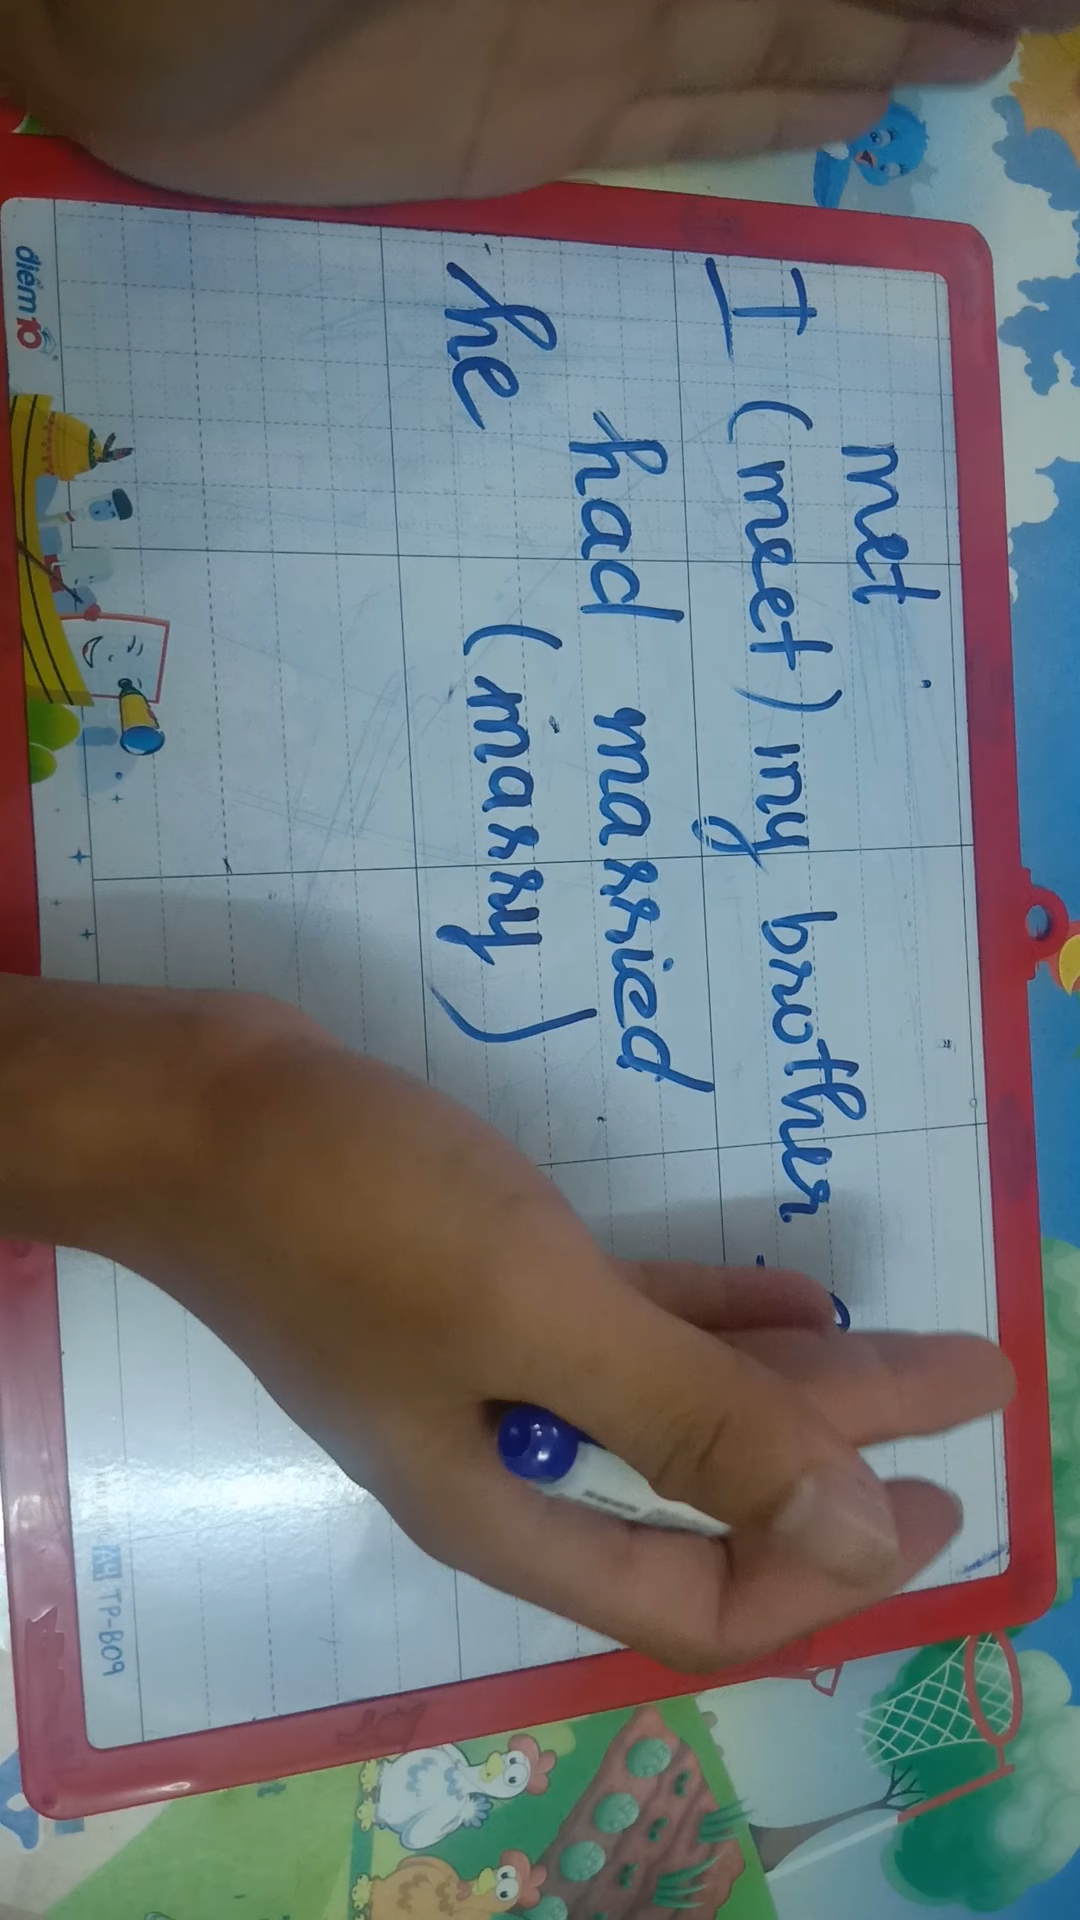 met
I (meet) my brother
had married
he (marry)
điểm 10
TP-B09